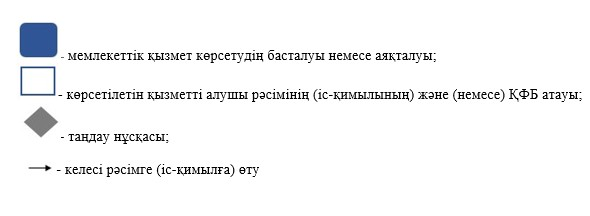 - мемлекеттік қызмет көрсетудің басталуы немесе аяқталуы;
- көрсетілетін қызметті алушы рәсімінің (іс-қимылының) және (немесе) ҚФБ атауы;
- таңдау нұсқасы;
- келесі рәсімге (іс-қимылға) өту